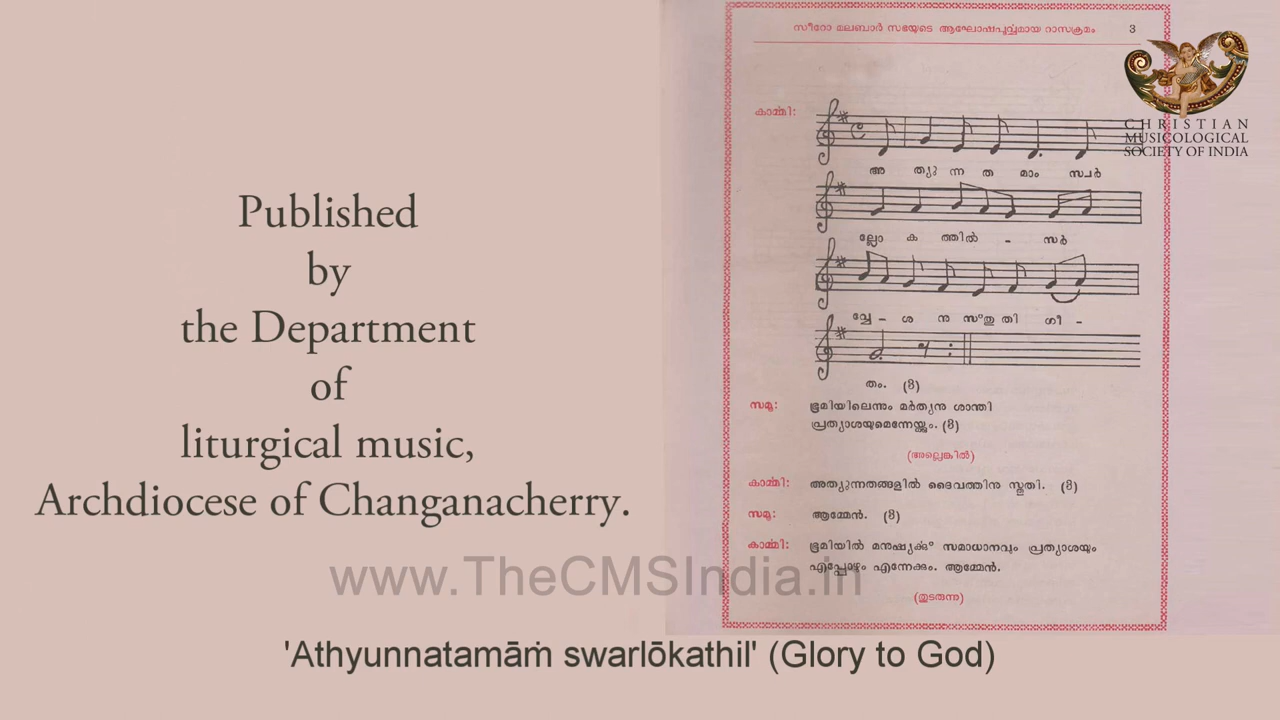 Published
by
the Department
of
liturgical music,
Archdiocese of Changanacherry.
സീറോ മലബാർ സഭയുടെ ആഘോഷപൂർവ്വമായ റാസക്രമം 3
CHRISTIAN
MUSICOLOGICAL
SOCIETY OF INDIA
കാർമ്മി:
അ ത്യു ന്ന ത മാം സ്വർ
ല്ലോ ക ത്തിൽ - സർ
വ്വേ - ശ നു സ്തു തി ഗീ -
തം. (3)
സമൂ: ഭൂമിയിലെന്നും മർത്യനു ശാന്തി
പ്രത്യാശയുമെന്നേയ്ക്കും. (3)
(അല്ലെങ്കിൽ)
കാർമ്മി: അത്യുന്നതങ്ങളിൽ ദൈവത്തിനു സ്തുതി. (3)
സമൂ: ആമ്മേൻ. (3)
കാർമ്മി: ഭൂമിയിൽ മനുഷ്യർക്കു് സമാധാനവും പ്രത്യാശയും
എപ്പോഴും എന്നേക്കും. ആമ്മേൻ.
(തുടരുന്നു)
www.TheCMSIndia.in
'Athyunnatamāṁ swarlōkathil' (Glory to God)